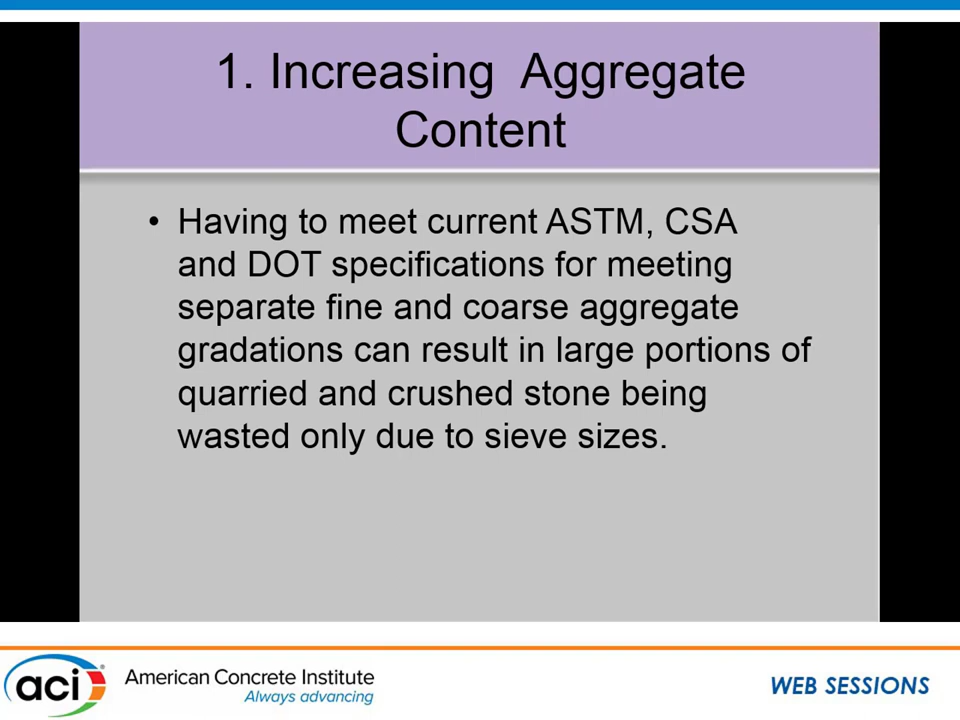 1. Increasing  Aggregate
Content
• Having to meet current ASTM, CSA
and DOT specifications for meeting
separate fine and coarse aggregate
gradations can result in large portions of
quarried and crushed stone being
wasted only due to sieve sizes.
aci
American Concrete Institute
Always advancing
WEB SESSIONS